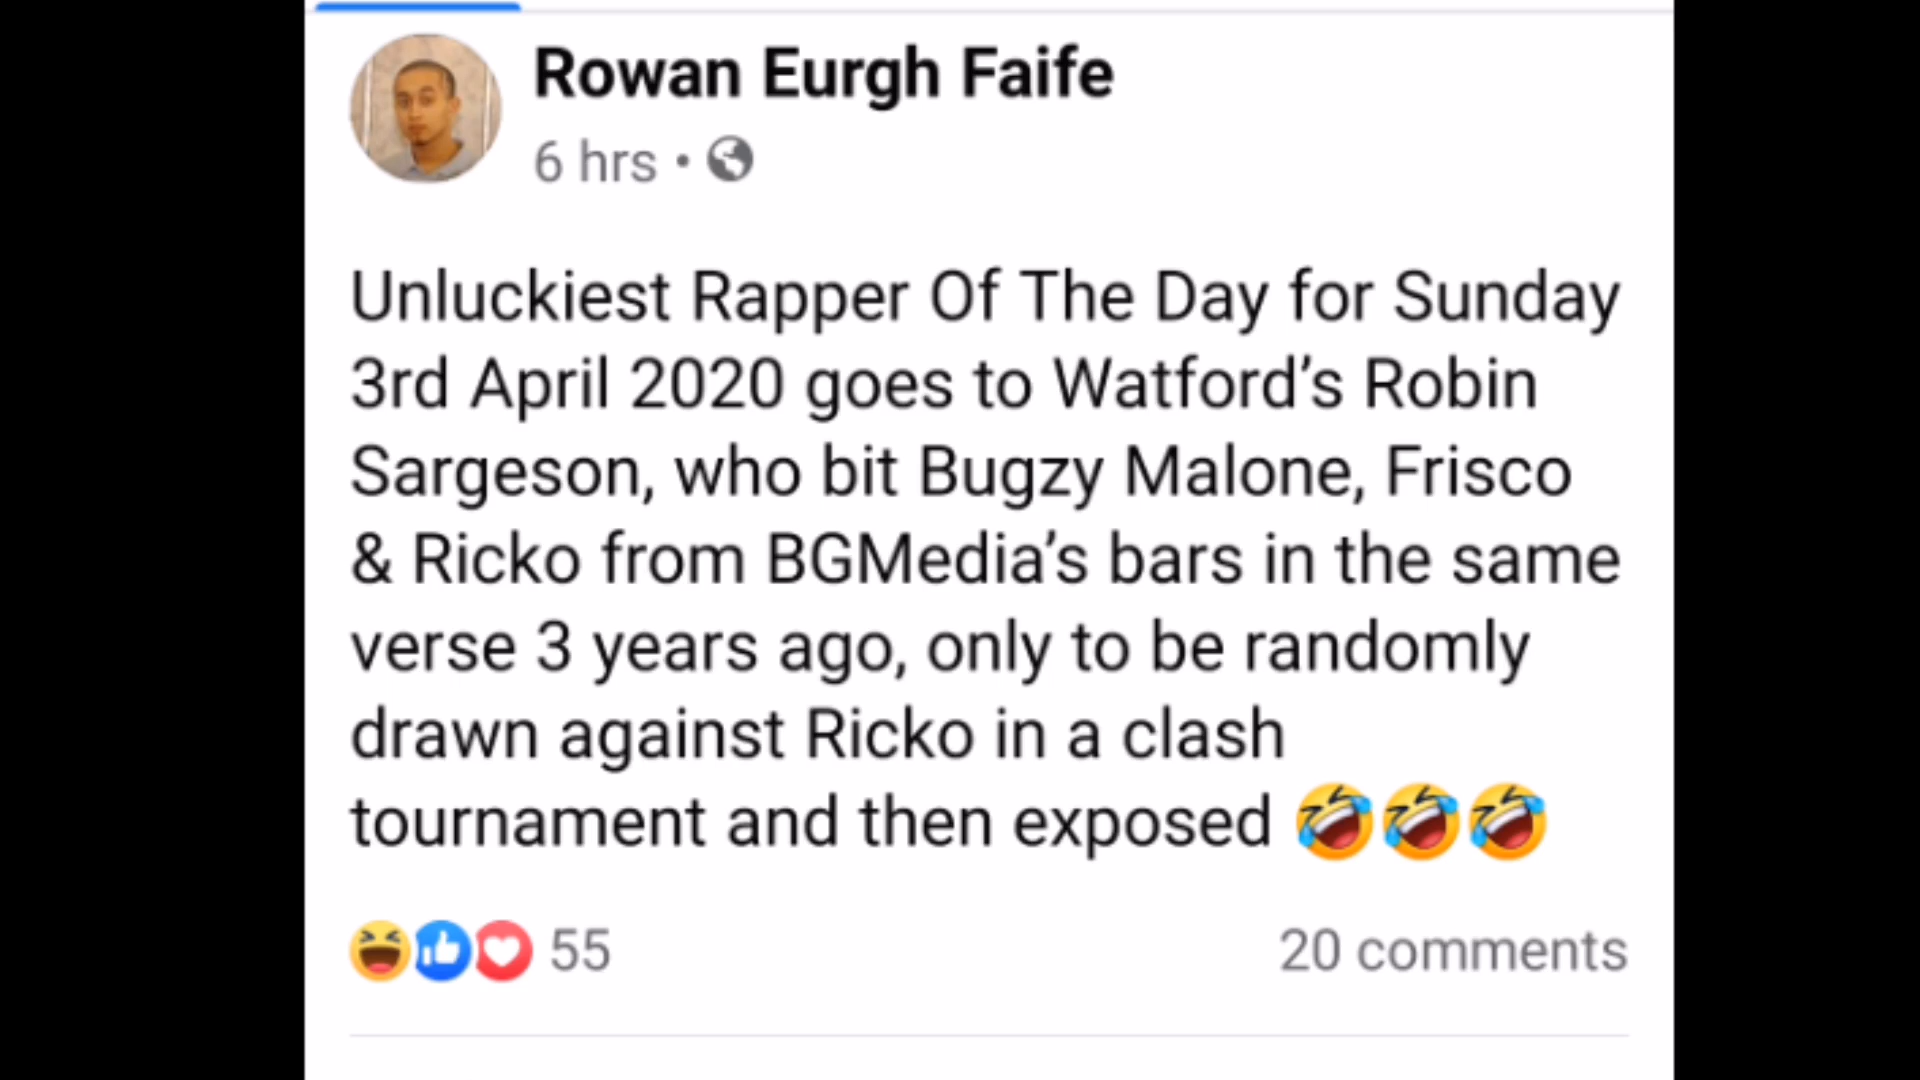 Rowan Eurgh Faife
6 hrs •
Unluckiest Rapper Of The Day for Sunday
3rd April 2020 goes to Watford’s Robin
Sargeson, who bit Bugzy Malone, Frisco
& Ricko from BGMedia’s bars in the same
verse 3 years ago, only to be randomly
drawn against Ricko in a clash
tournament and then exposed 🤣🤣🤣
55
20 comments